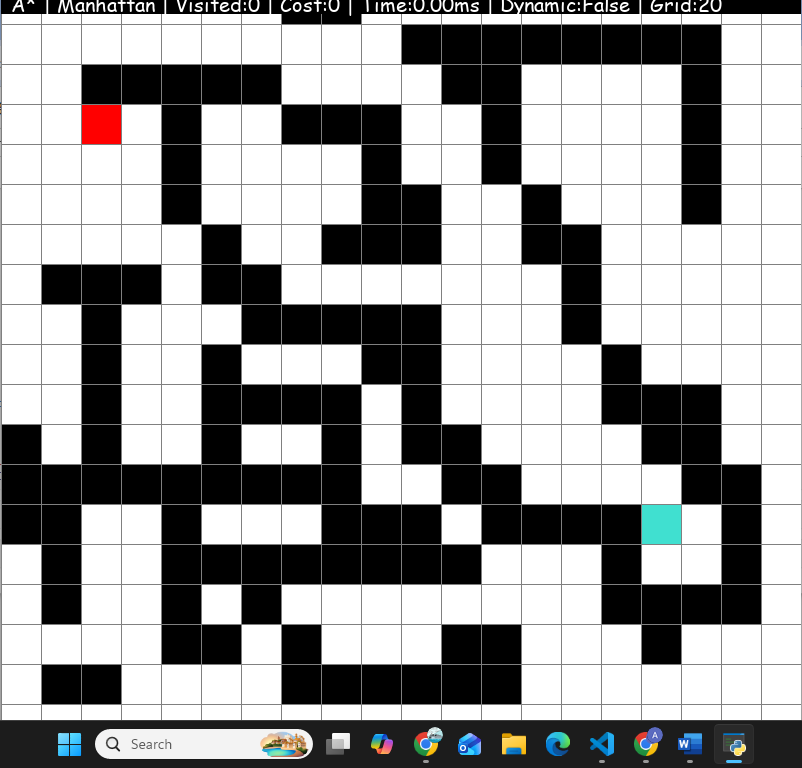 A* | Manhattan | Visited:0 | Cost:0 | Time:0.00ms | Dynamic:False | Grid:20
Search